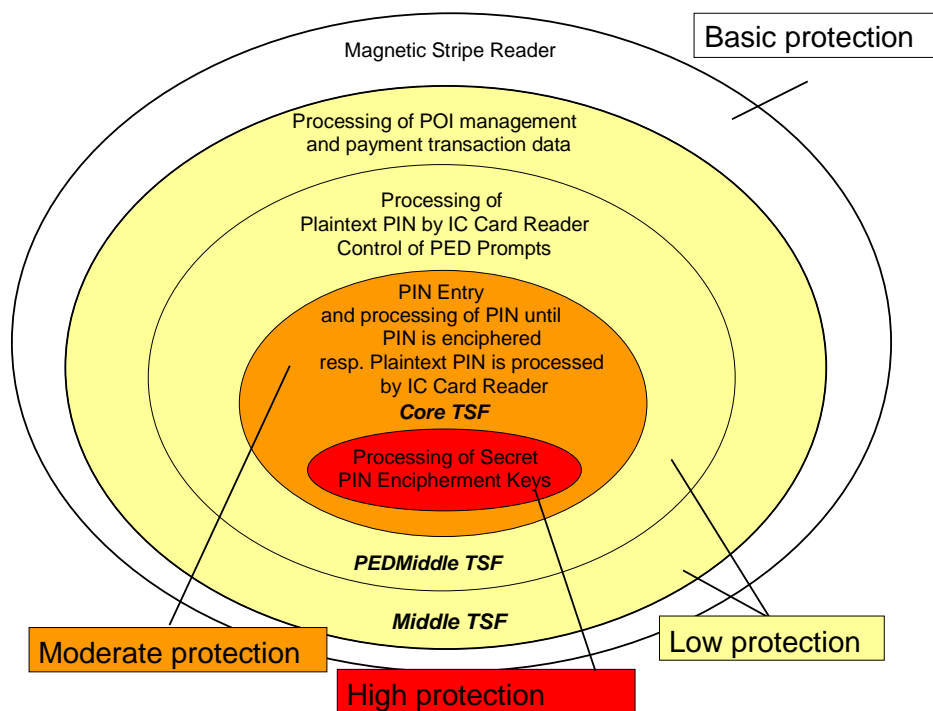 Basic protection
Magnetic Stripe Reader
Processing of POI management
and payment transaction data
Processing of
Plaintext PIN by IC Card Reader
Control of PED Prompts
PIN Entry
and processing of PIN until
PIN is enciphered
resp. Plaintext PIN is processed
by IC Card Reader
Core TSF
Processing of Secret
PIN Encipherment Keys
PEDMiddle TSF
Middle TSF
Moderate protection
Low protection
High protection